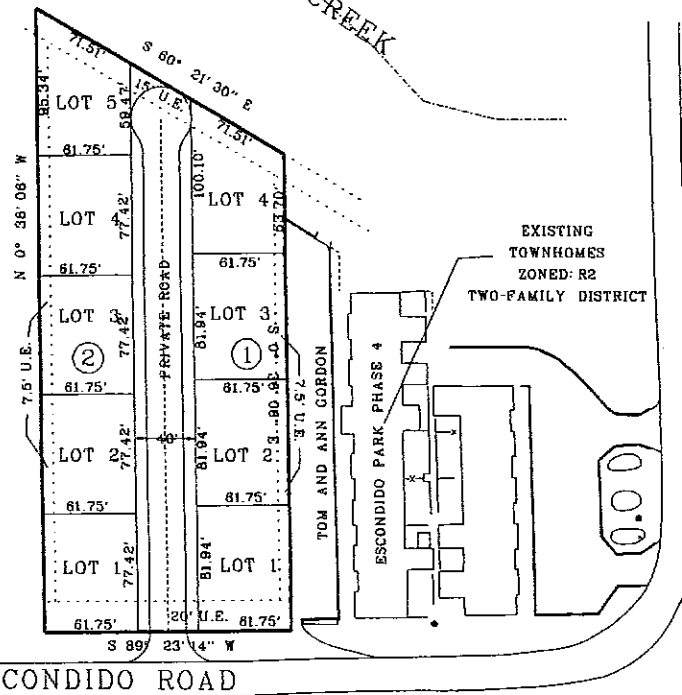 CREEK
71.51'
S 60° 21' 30" E
15' U.E.
95.34'
LOT 5
59.47'
71.51'
61.75'
100.10'
LOT 4
63.70
N 0° 38' 06" W
LOT 4
77.42'
61.75'
61.75'
EXISTING
TOWNHOMES
ZONED: R2
TWO-FAMILY DISTRICT
PRIVATE ROAD
LOT 3
77.42'
LOT 3
81.94'
S 0° 38' 06" E
2
1
7.5' U.E.
7.5' U.E.
61.75'
61.75'
TOM AND ANN GORDON
ESCONDIDO PARK PHASE 4
40'
LOT 2
77.42'
81.94'
LOT 2
61.75'
61.75'
LOT 1
77.42'
81.94'
LOT 1
20' U.E.
61.75'
61.75'
S 89° 23' 14" W
CONDIDO ROAD